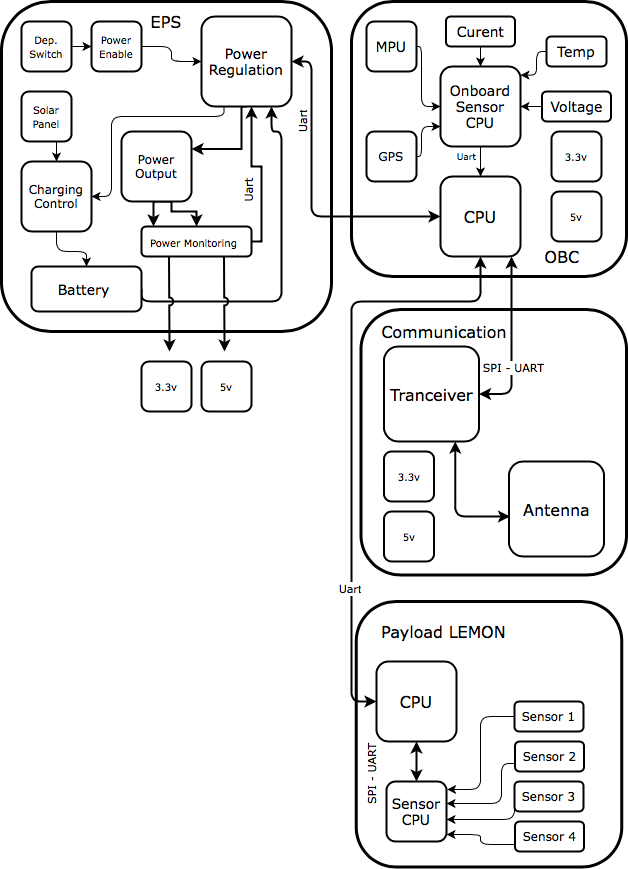 EPS
Dep.
Switch
Power
Enable
Power
Regulation
Solar
Panel
Charging
Control
Power
Output
Uart
Power Monitoring
Battery
3.3v
5v
Uart
MPU
Curent
Temp
Onboard
Sensor
CPU
Voltage
GPS
Uart
3.3v
CPU
5v
OBC
Communication
Tranceiver
SPI - UART
3.3v
5v
Antenna
Uart
Payload LEMON
CPU
SPI - UART
Sensor
CPU
Sensor 1
Sensor 2
Sensor 3
Sensor 4